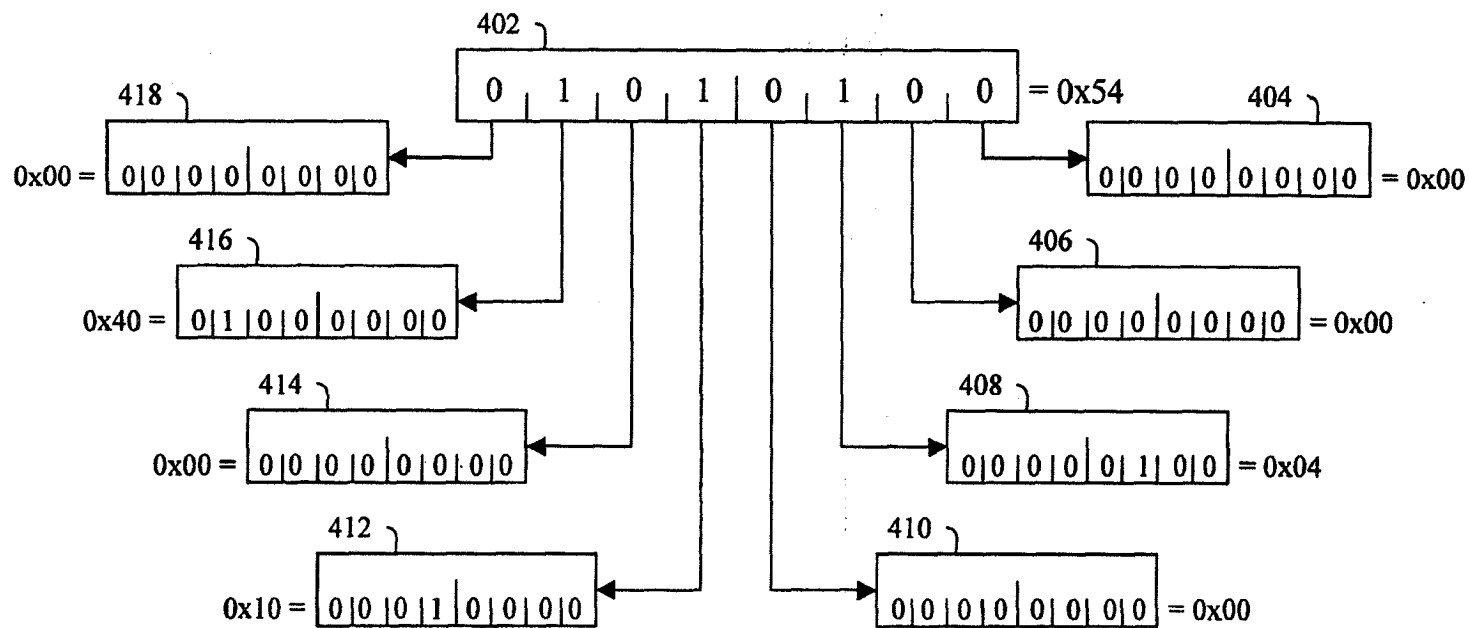 402
0 1 0 1 0 1 0 0 = 0x54
418
404
0x00 = 0 0 0 0 0 0 0 0
0 0 0 0 0 0 0 0 = 0x00
416
406
0x40 = 0 1 0 0 0 0 0 0
0 0 0 0 0 0 0 0 = 0x00
414
408
0x00 = 0 0 0 0 0 0 0 0
0 0 0 0 0 1 0 0 = 0x04
412
410
0x10 = 0 0 0 1 0 0 0 0
0 0 0 0 0 0 0 0 = 0x00